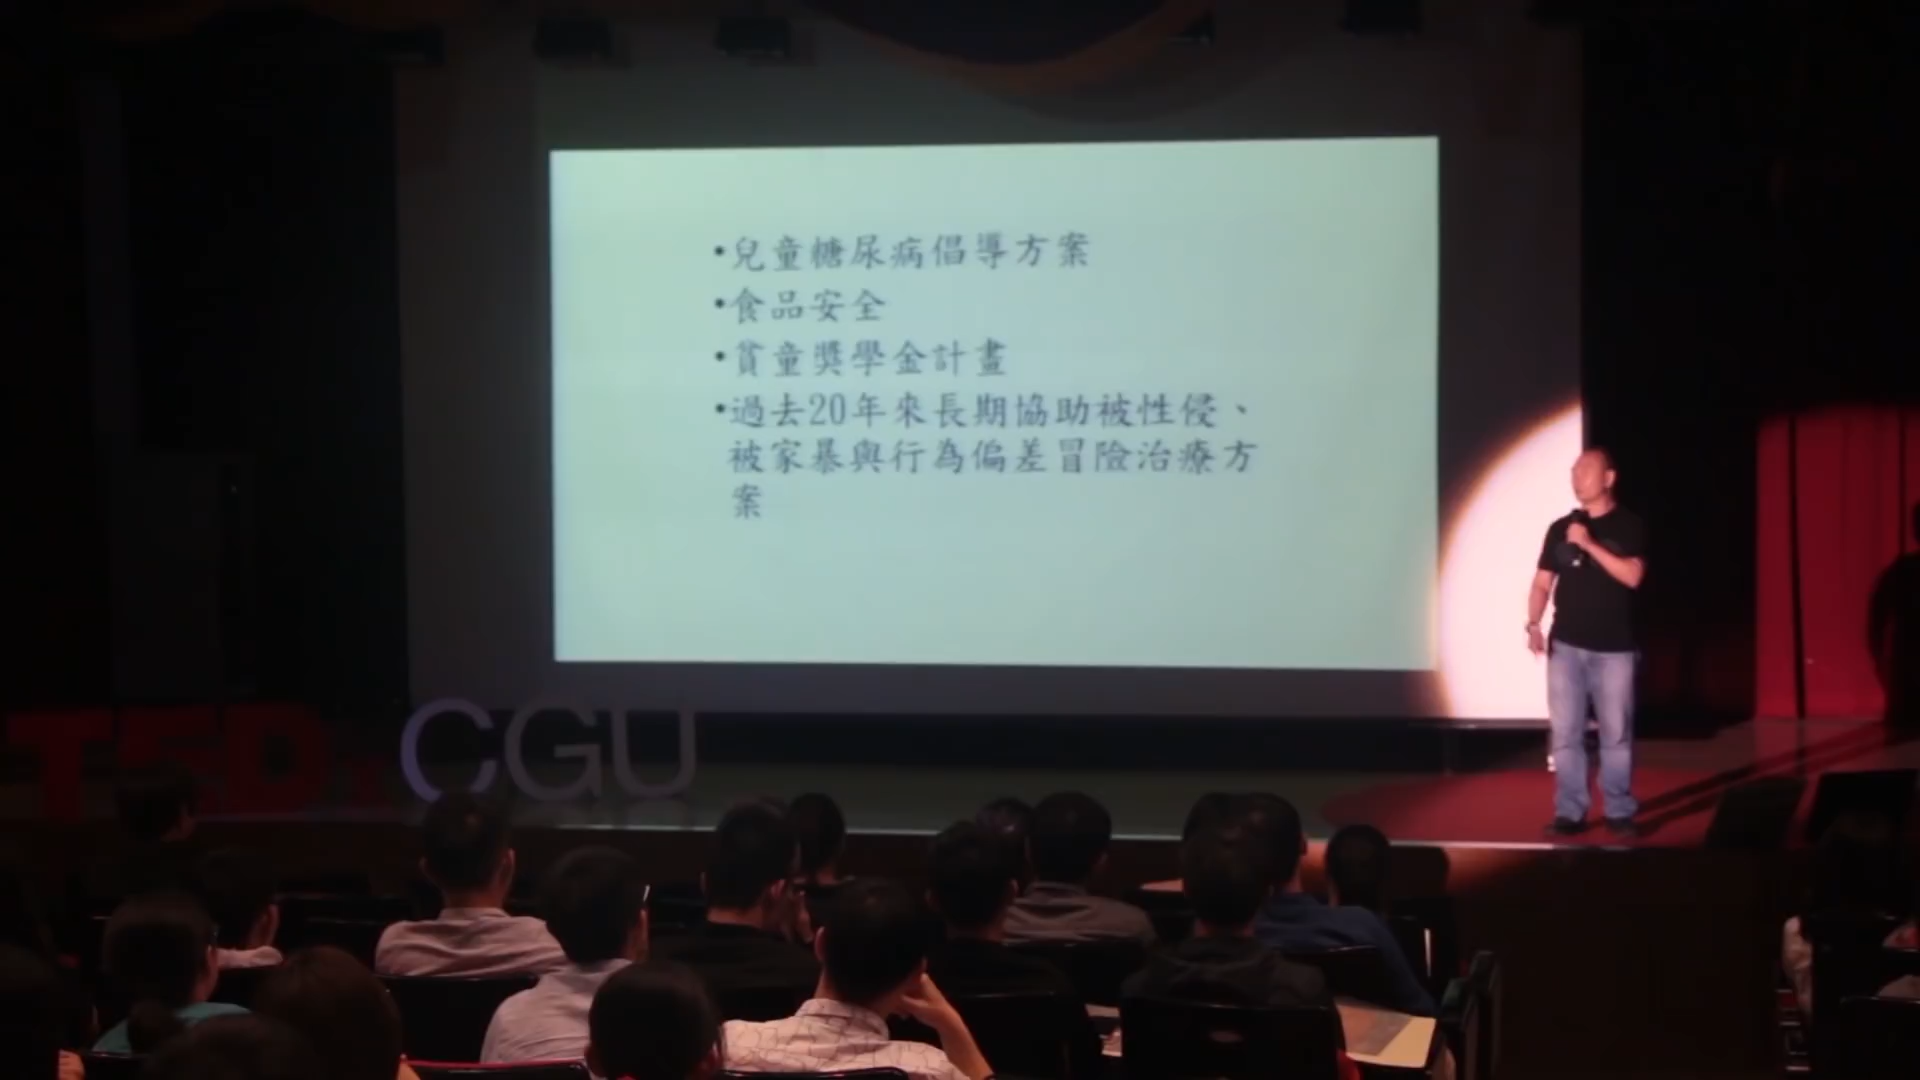 •兒童糖尿病倡導方案
•食品安全
•貧童獎學金計畫
•過去20年來長期協助被性侵、
被家暴與行為偏差冒險治療方
案
TEDx CGU